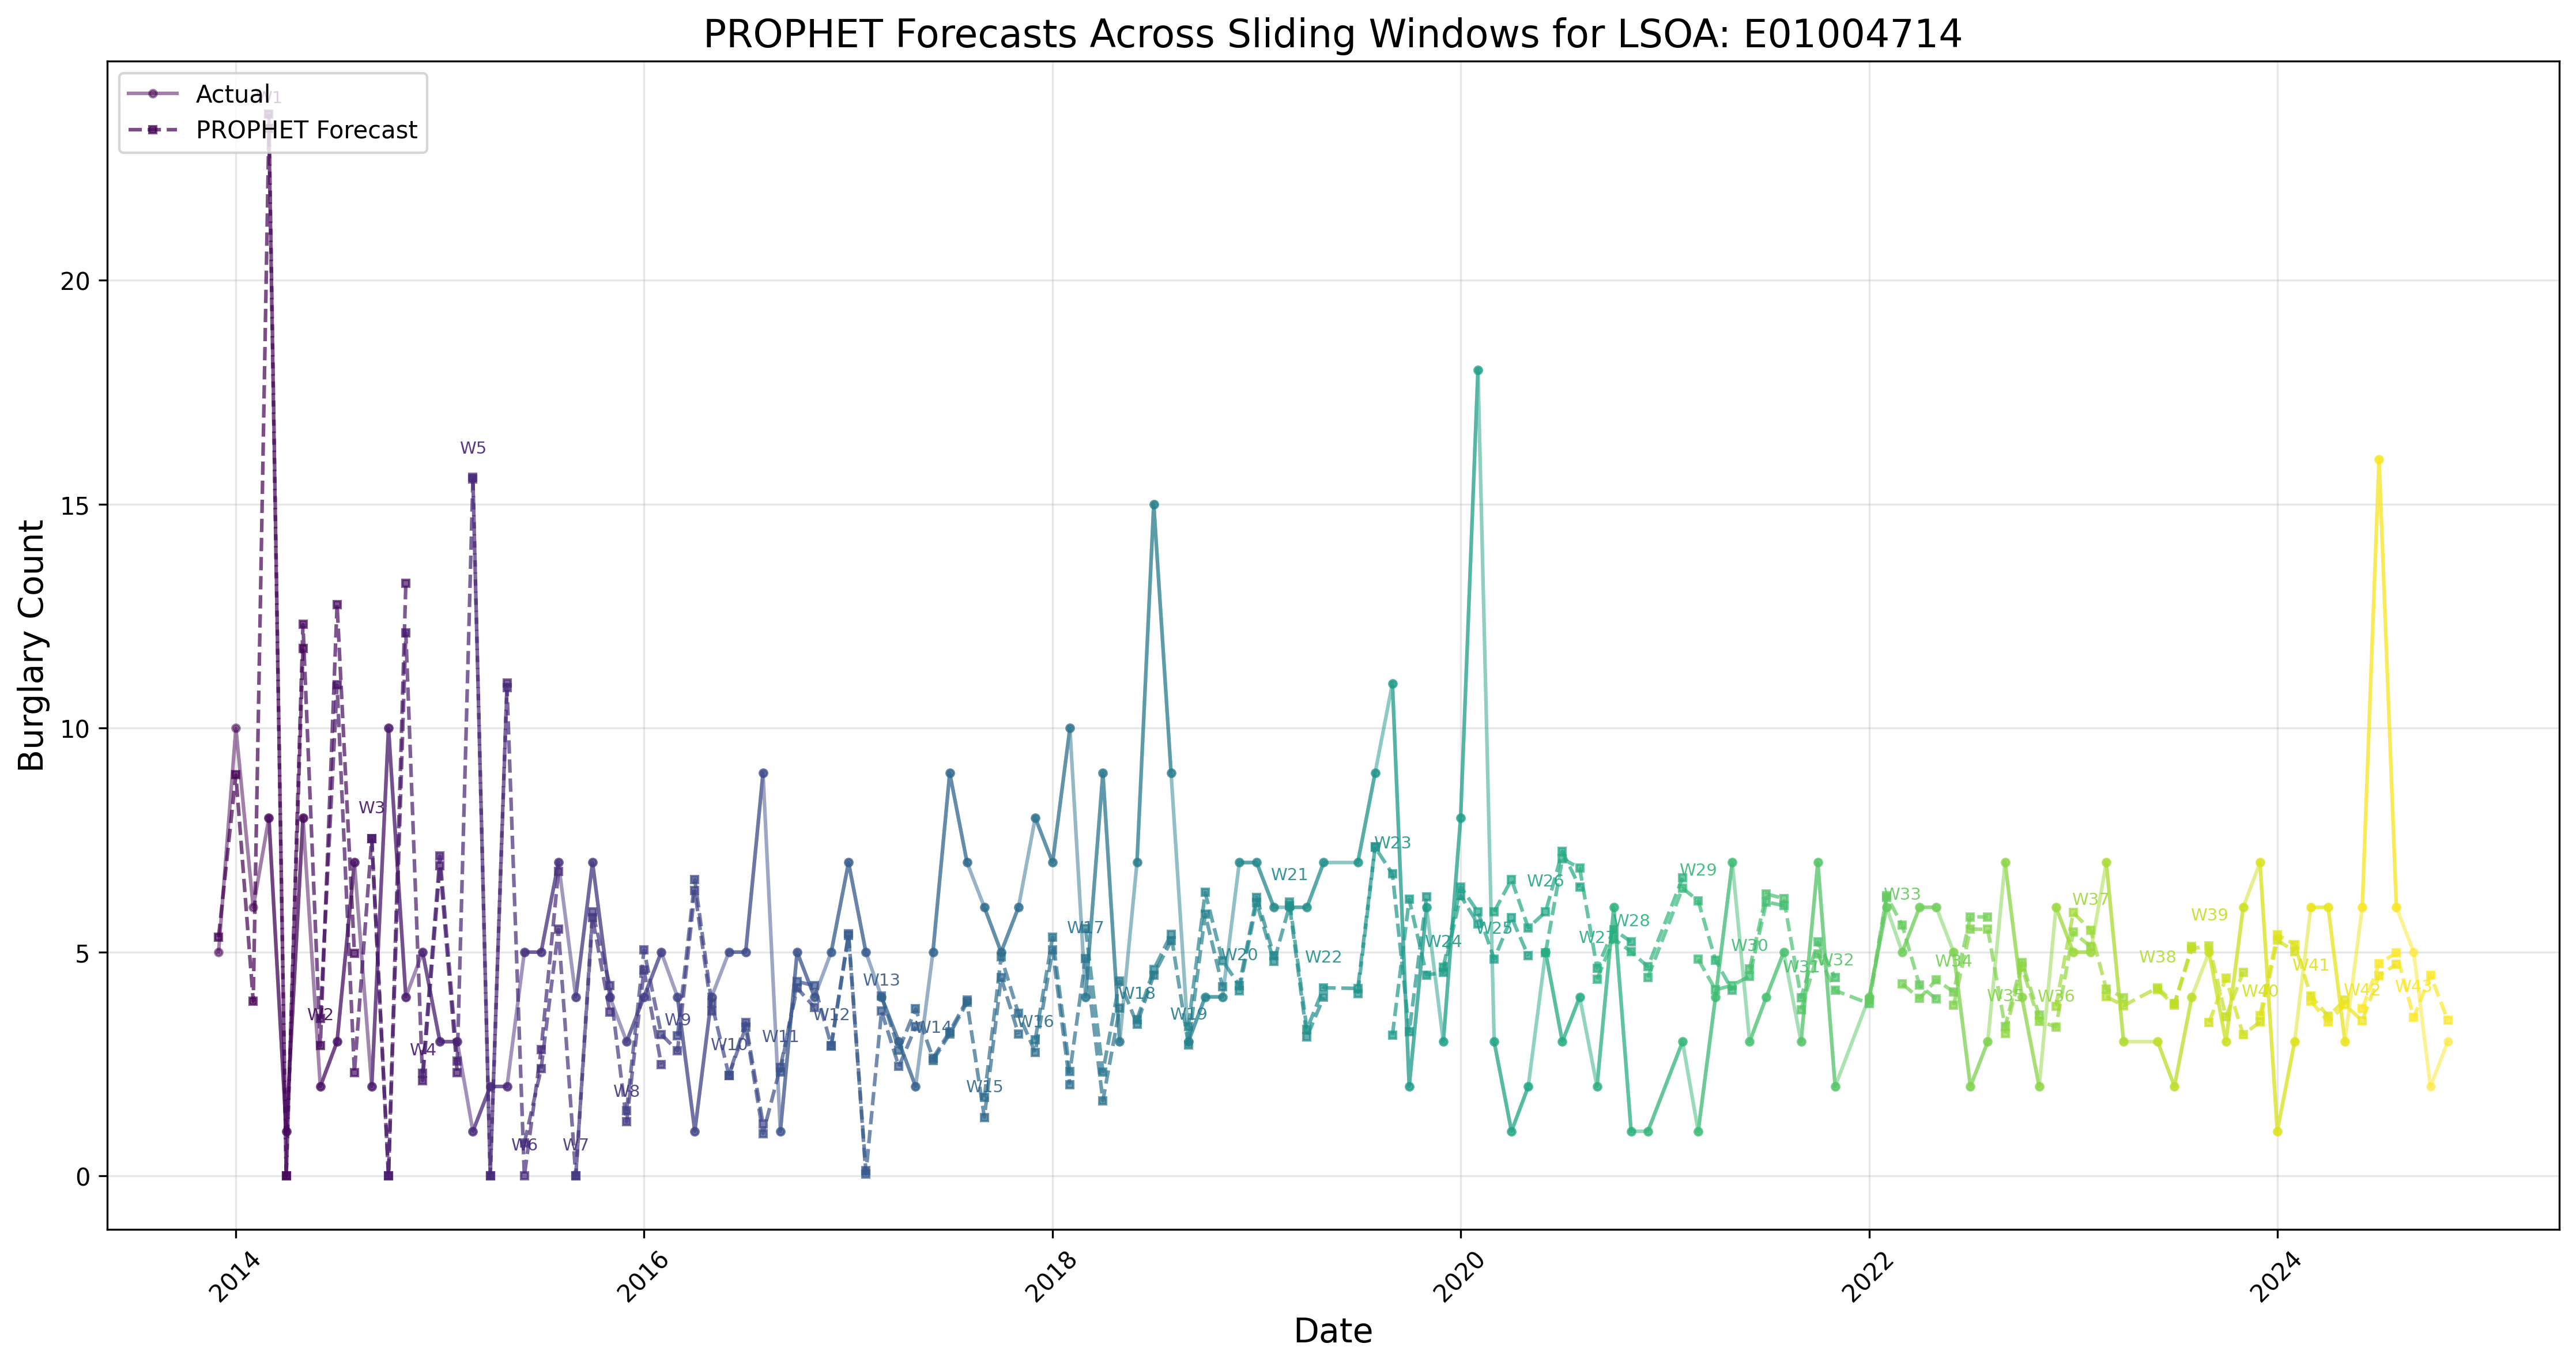 PROPHET Forecasts Across Sliding Windows for LSOA: E01004714
Actual
PROPHET Forecast
W1
Burglary Count
20
15
10
5
0
W2
W3
W4
W5
W6
W7
W8
W9
W10
W11
W12
W13
W14
W15
W16
W17
W18
W19
W20
W21
W22
W23
W24
W25
W26
W27
W28
W29
W30
W31
W32
W33
W34
W35
W36
W37
W38
W39
W40
W41
W42
W43
2014
2016
2018
2020
2022
2024
Date